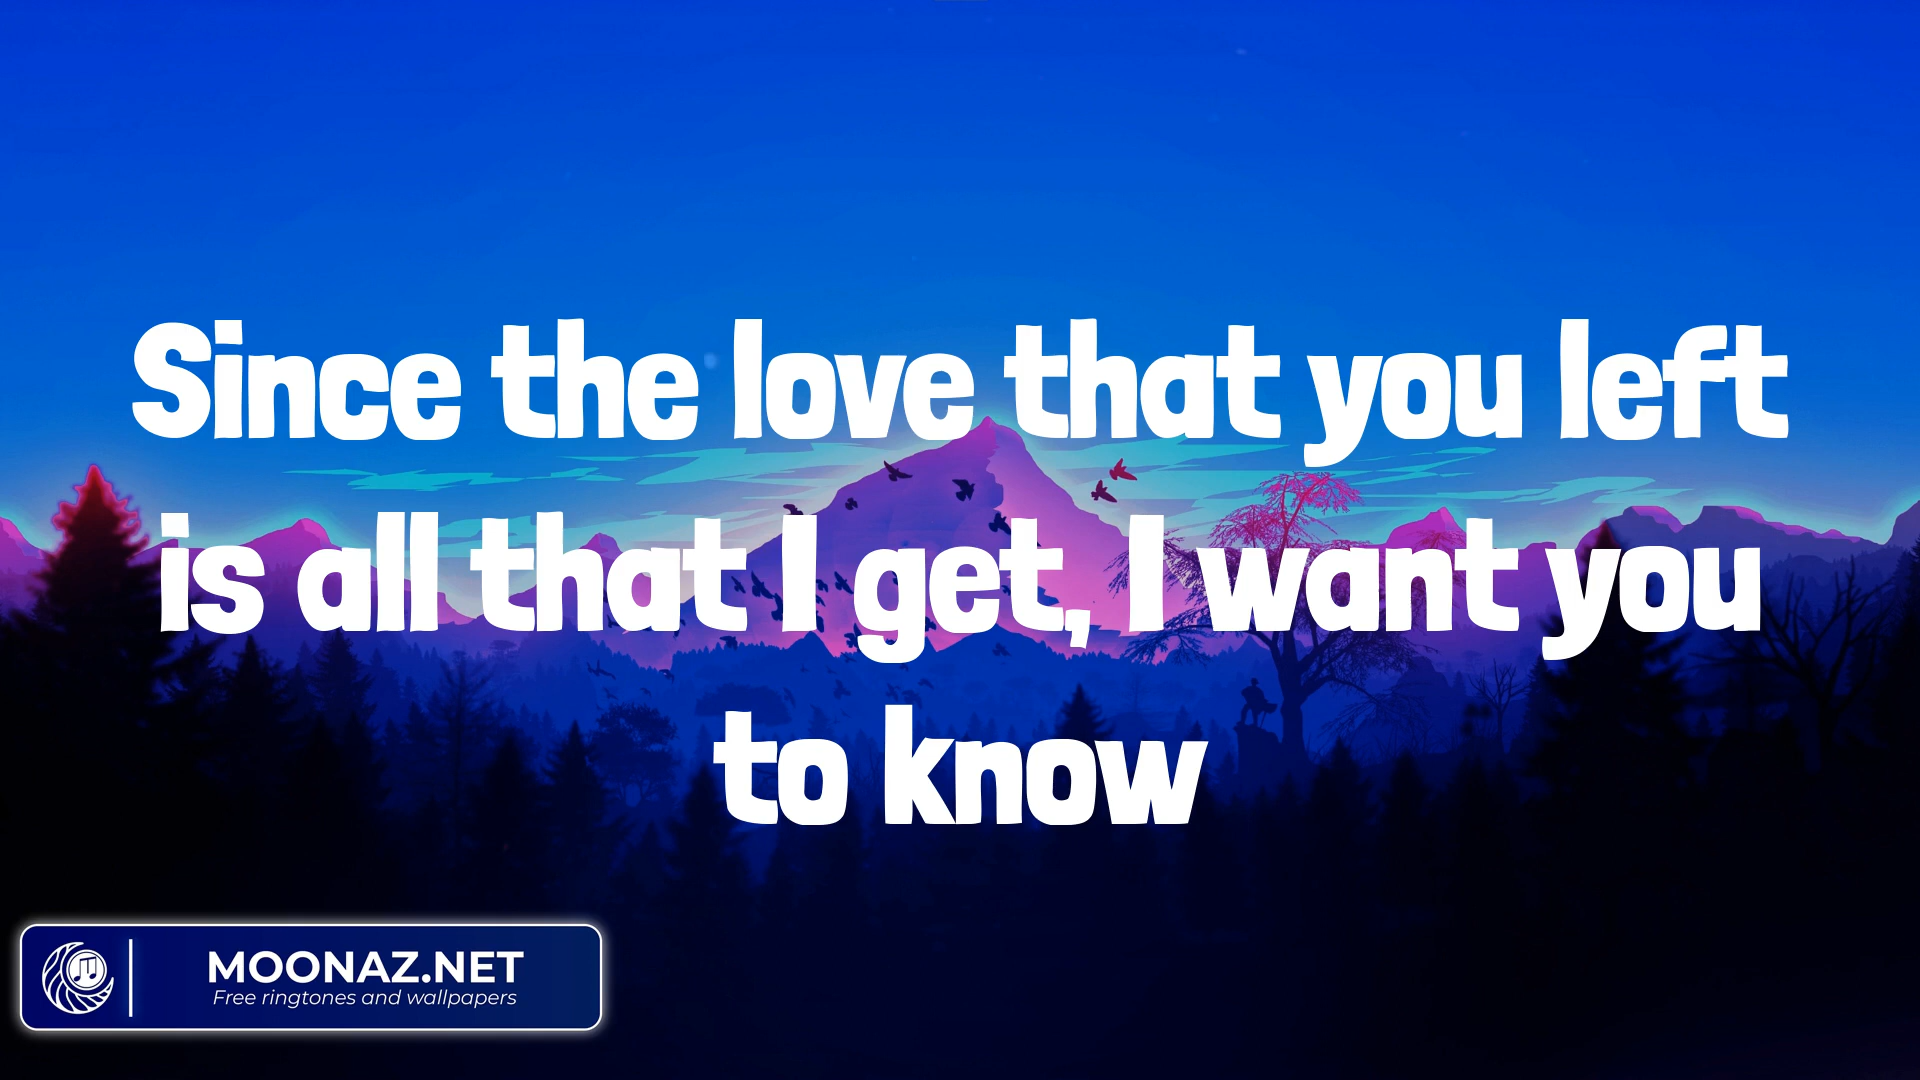 Since the love that you left
is all that I get, I want you
to know
MOONAZ.NET
Free ringtones and wallpapers